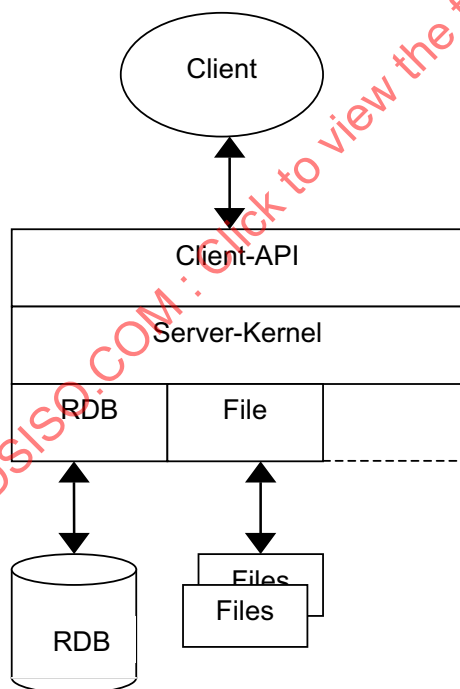 Client
Client-API
Server-Kernel
RDB
File
Files
Files
RDB
OSISO.COM : Click to view the f